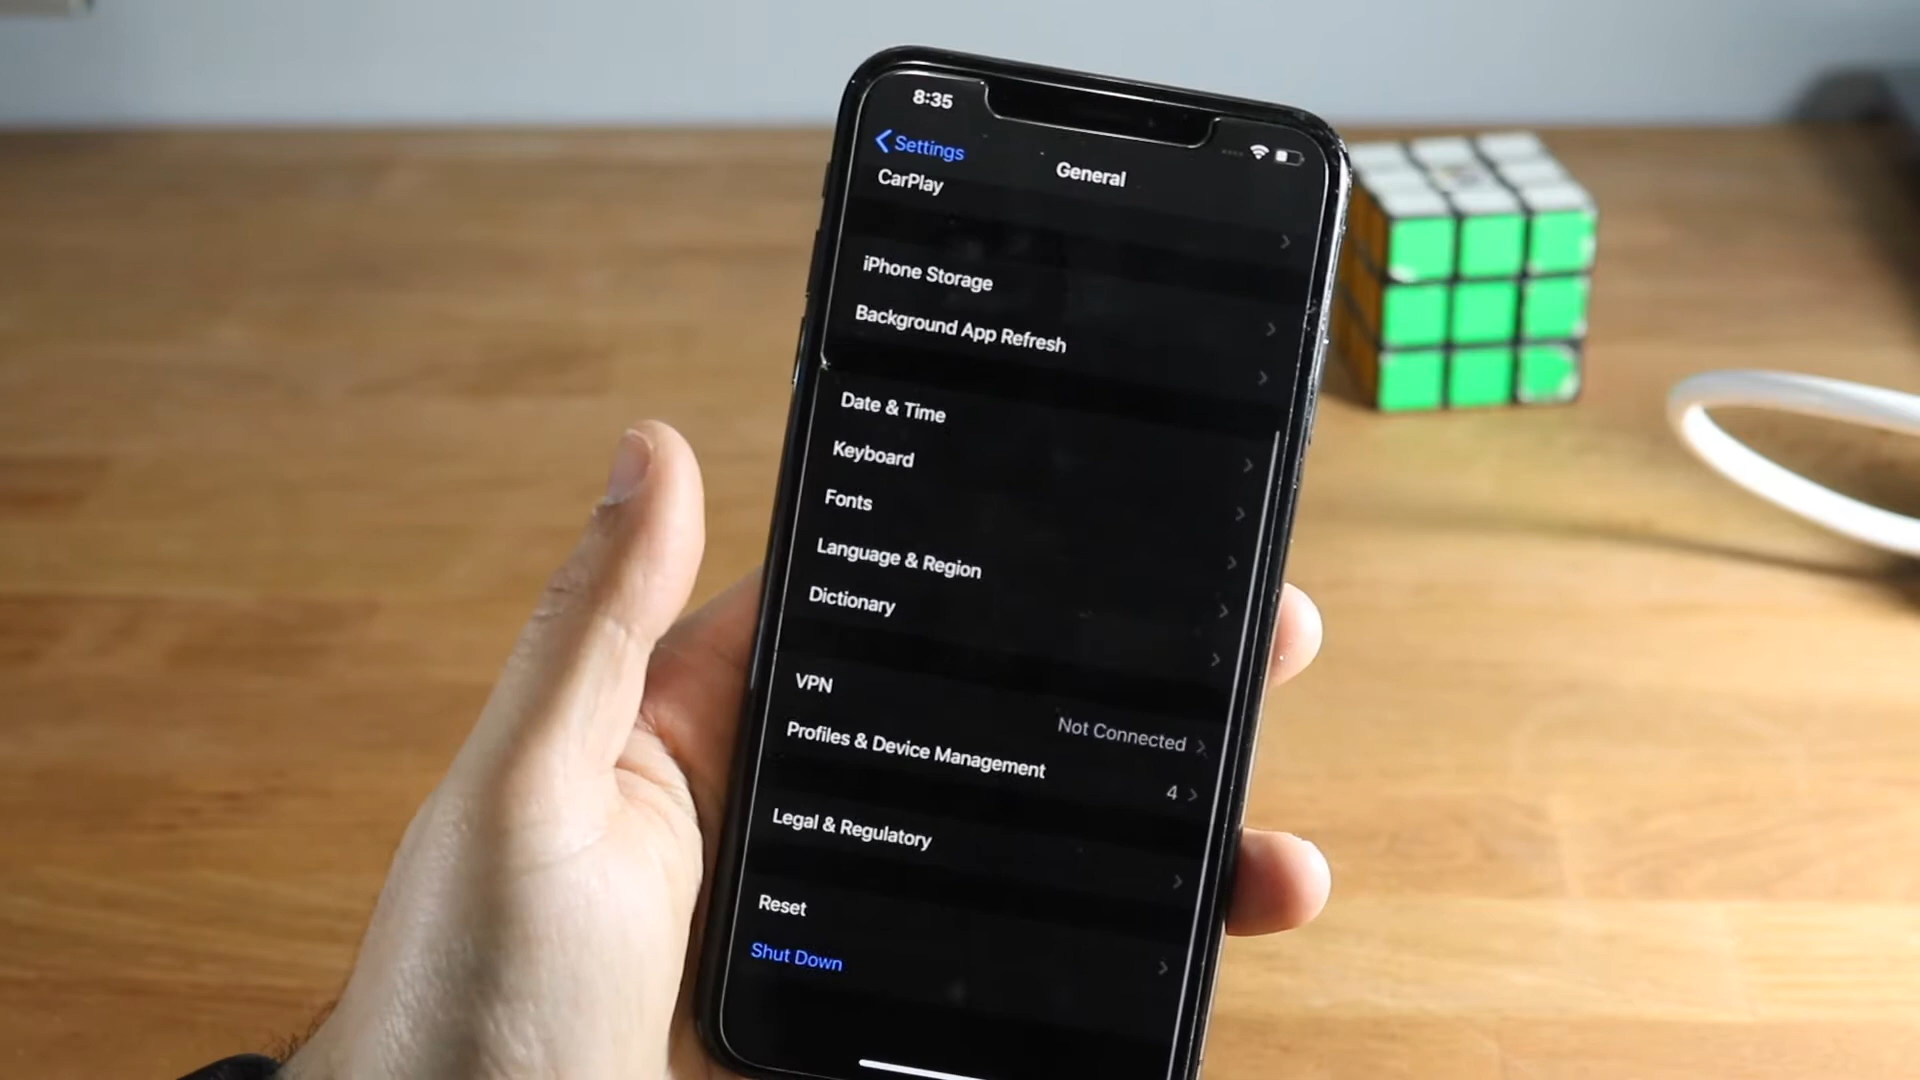 8:35
Settings
General
CarPlay
iPhone Storage
Background App Refresh
Date & Time
Keyboard
Fonts
Language & Region
Dictionary
VPN
Not Connected
Profiles & Device Management
4
Legal & Regulatory
Reset
Shut Down